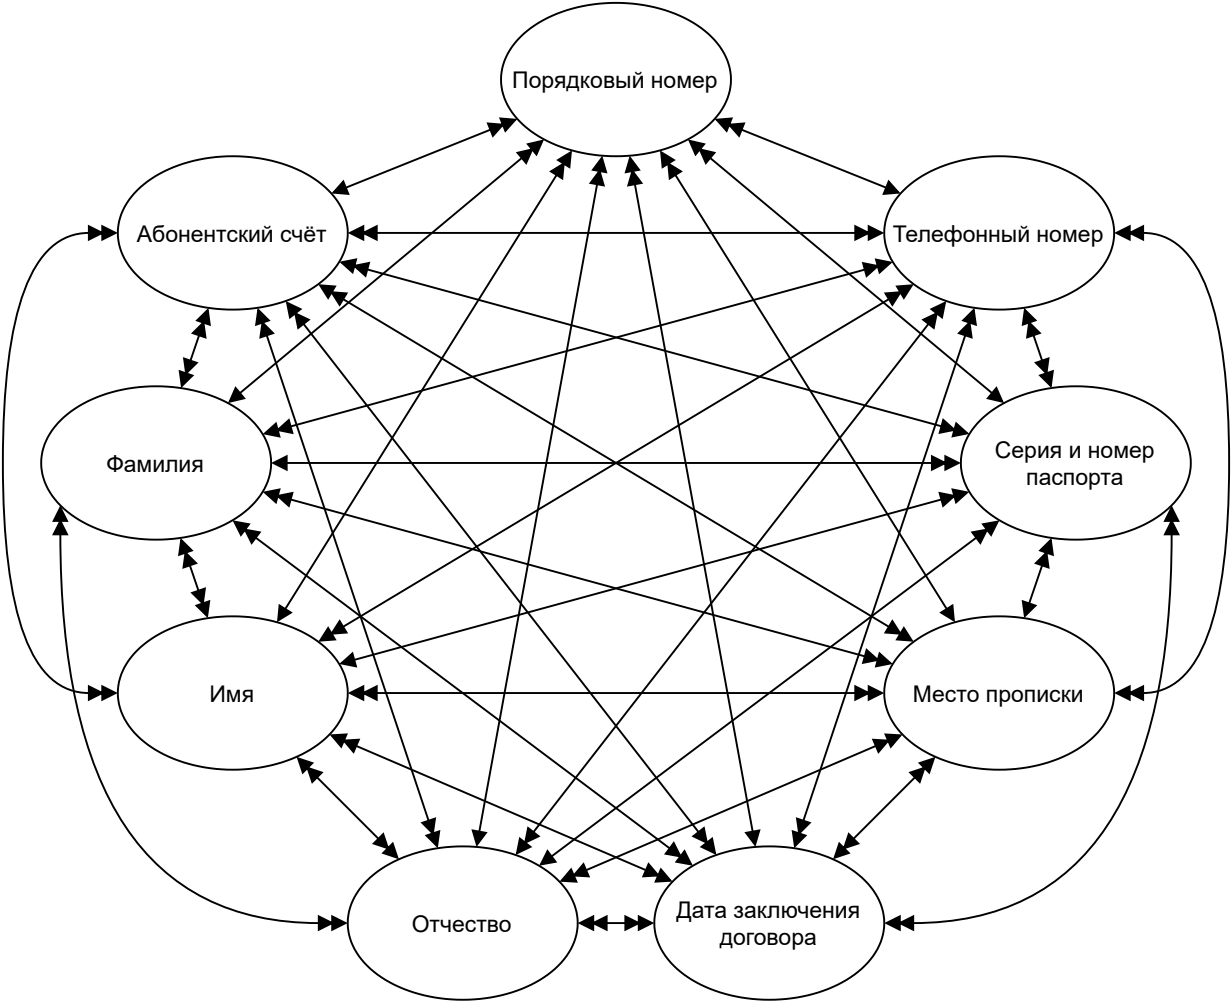 Порядковый номер
Абонентский счёт
Телефонный номер
Фамилия
Серия и номер
паспорта
Имя
Место прописки
Отчество
Дата заключения
договора